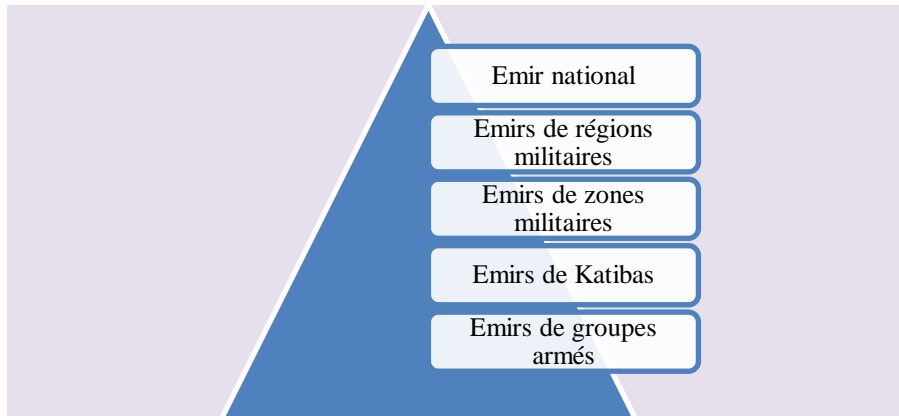 Emir national
Emirs de régions
militaires
Emirs de zones
militaires
Emirs de Katibas
Emirs de groupes
armés